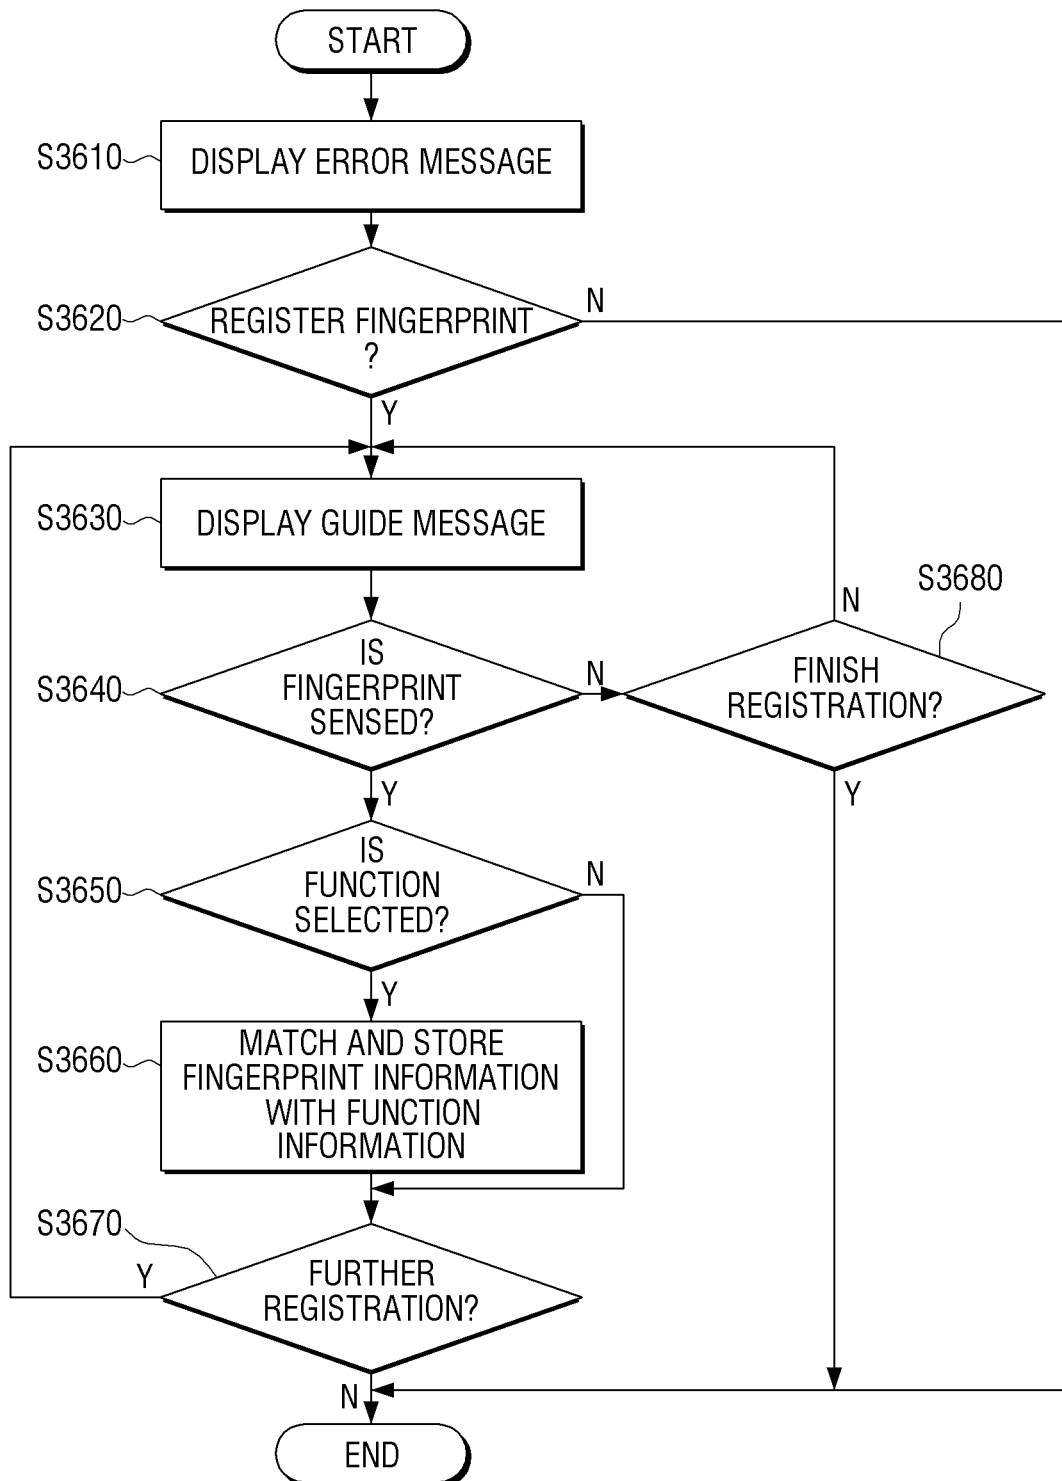 START
S3610
DISPLAY ERROR MESSAGE
S3620
REGISTER FINGERPRINT
?
N
Y
S3630
DISPLAY GUIDE MESSAGE
S3640
IS
FINGERPRINT
SENSED?
N
S3680
N
FINISH
REGISTRATION?
Y
Y
S3650
IS
FUNCTION
SELECTED?
N
Y
S3660
MATCH AND STORE
FINGERPRINT INFORMATION
WITH FUNCTION
INFORMATION
S3670
Y
FURTHER
REGISTRATION?
N
END